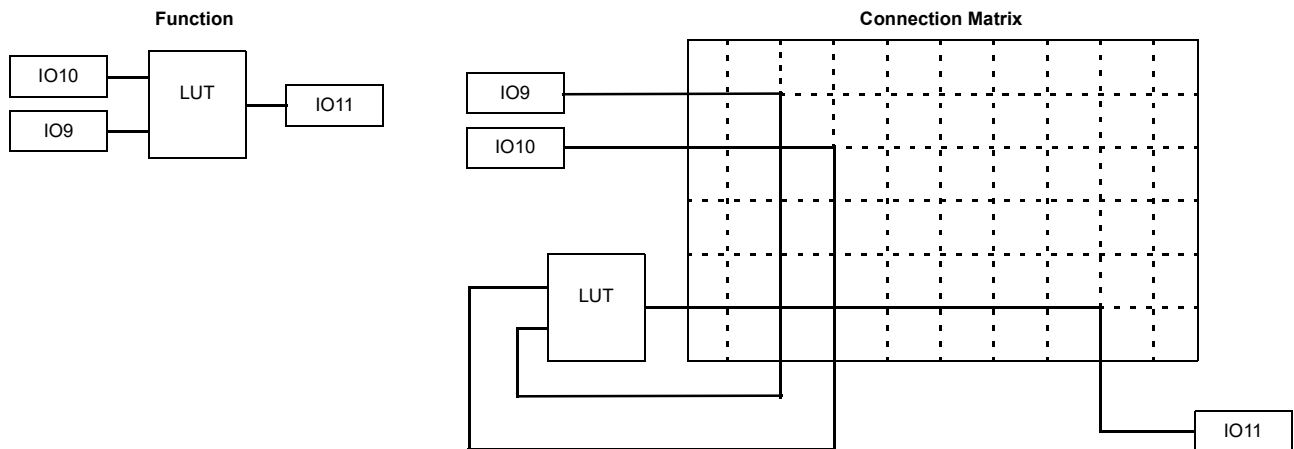 Function
IO10
IO9
LUT
IO11
Connection Matrix
IO9
IO10
LUT
IO11